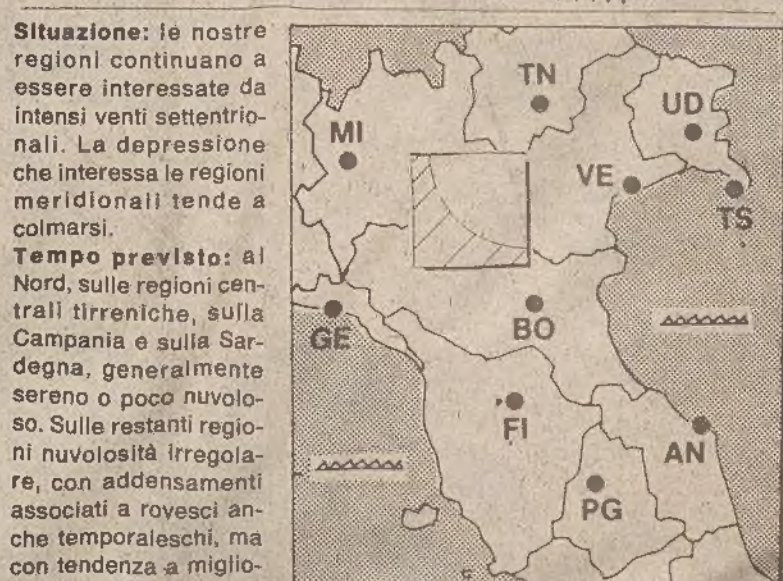 Situazione: le nostre
regioni continuano a
essere interessate da
intensi venti settentrio-
nali. La depressione
che interessa le regioni
meridionali tende a
colmarsi.
Tempo previsto: al
Nord, sulle regioni cen-
trali tirreniche, sulla
Campania e sulla Sar-
degna, generalmente
sereno o poco nuvolo-
so. Sulle restanti regio-
ni nuvolosità irregola-
re, con addensamenti
associati a rovesci an-
che temporaleschi, ma
con tendenza a miglio-
TN
UD
MI
VE
TS
GE
BO
FI
AN
PG